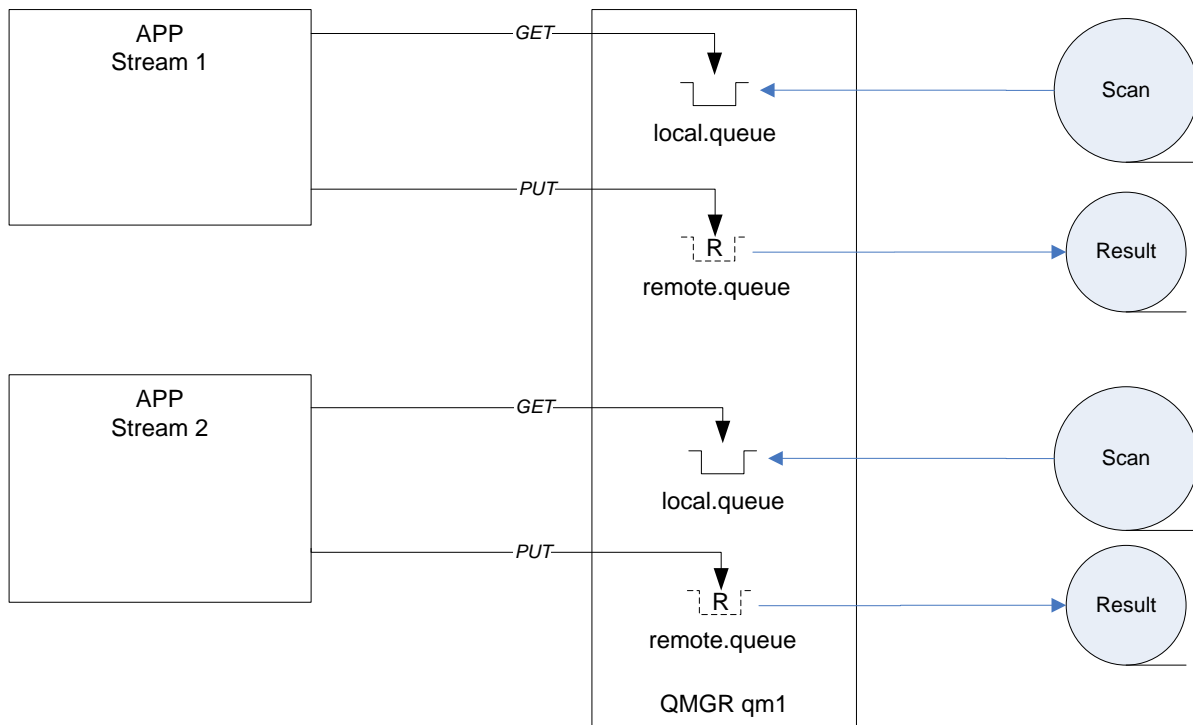 APP
Stream 1
GET
local.queue
Scan
PUT
R
remote.queue
Result
APP
Stream 2
GET
local.queue
Scan
PUT
R
remote.queue
Result
QMGR qm1